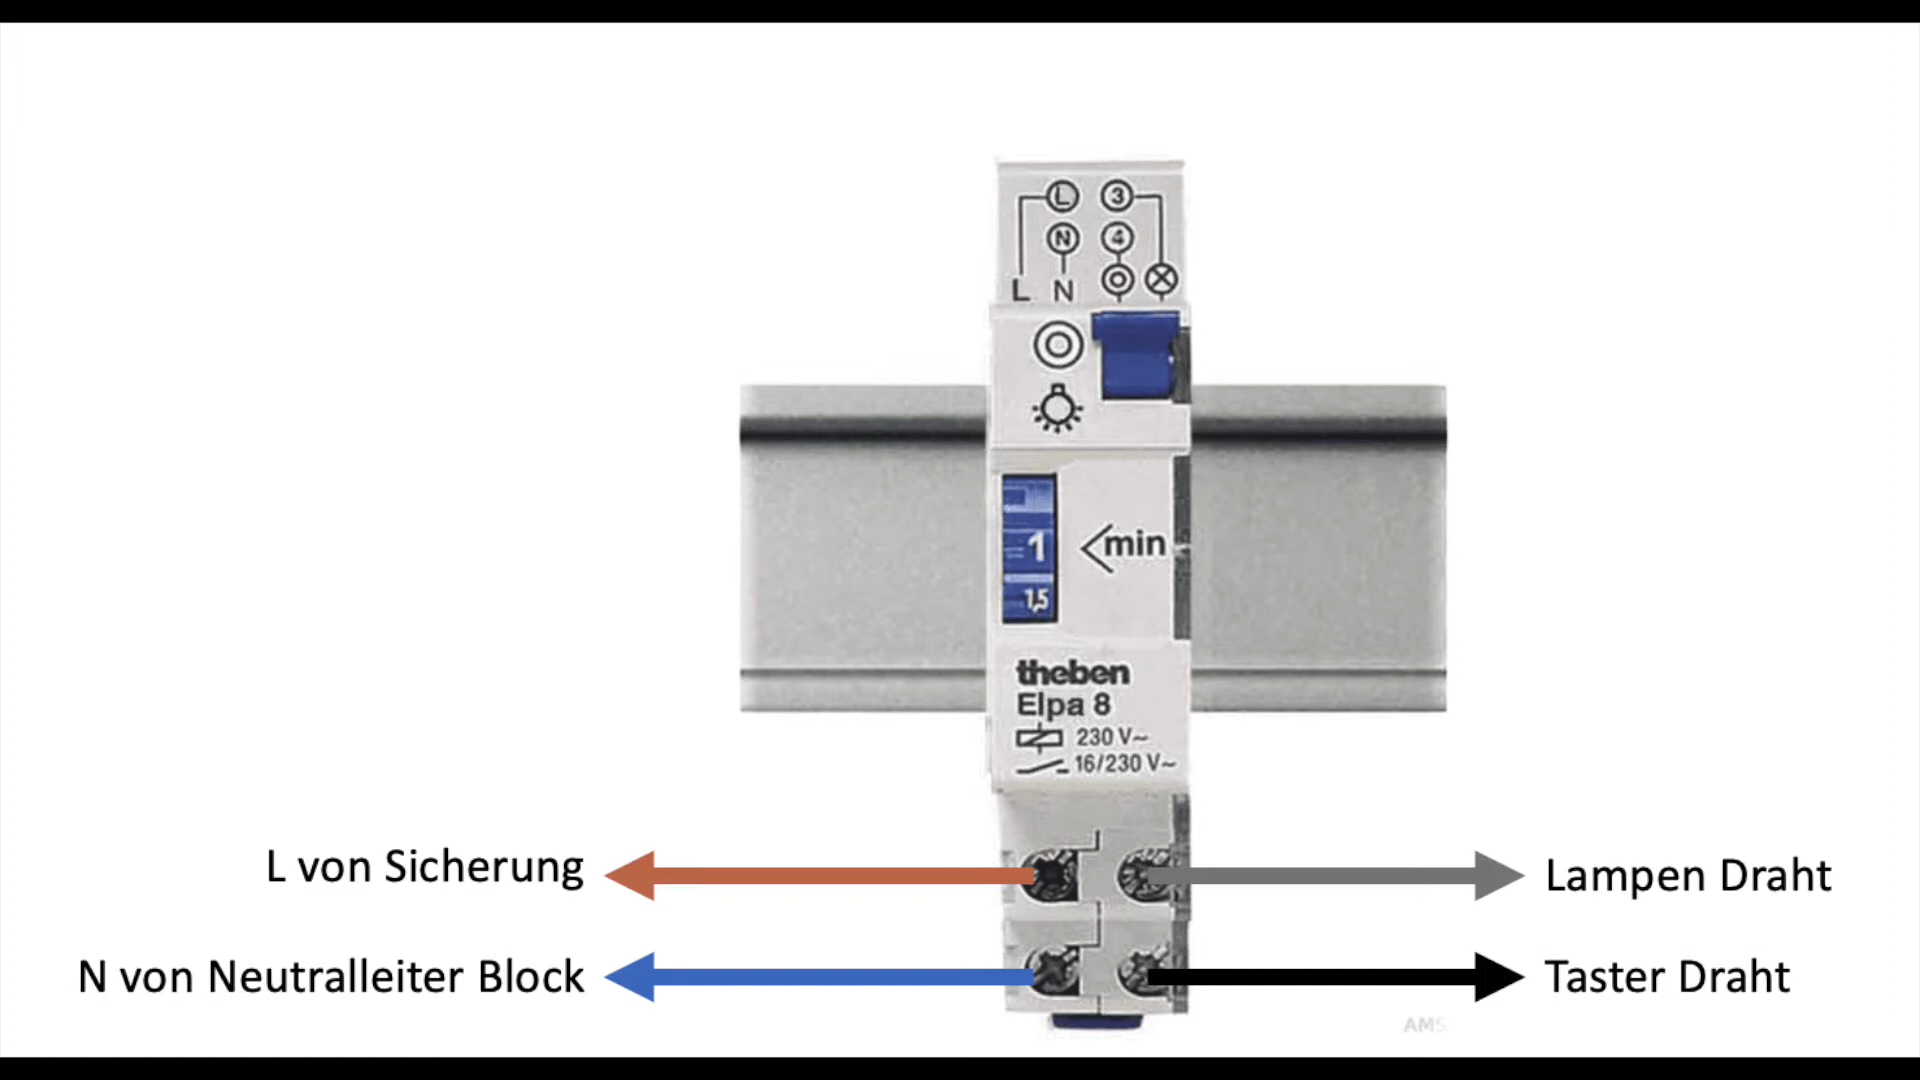 L 3
N 4
L N
1 <min
1,5
theben
Elpa 8
230 V~
16/230 V~
L von Sicherung
Lampen Draht
N von Neutralleiter Block
Taster Draht
AMS